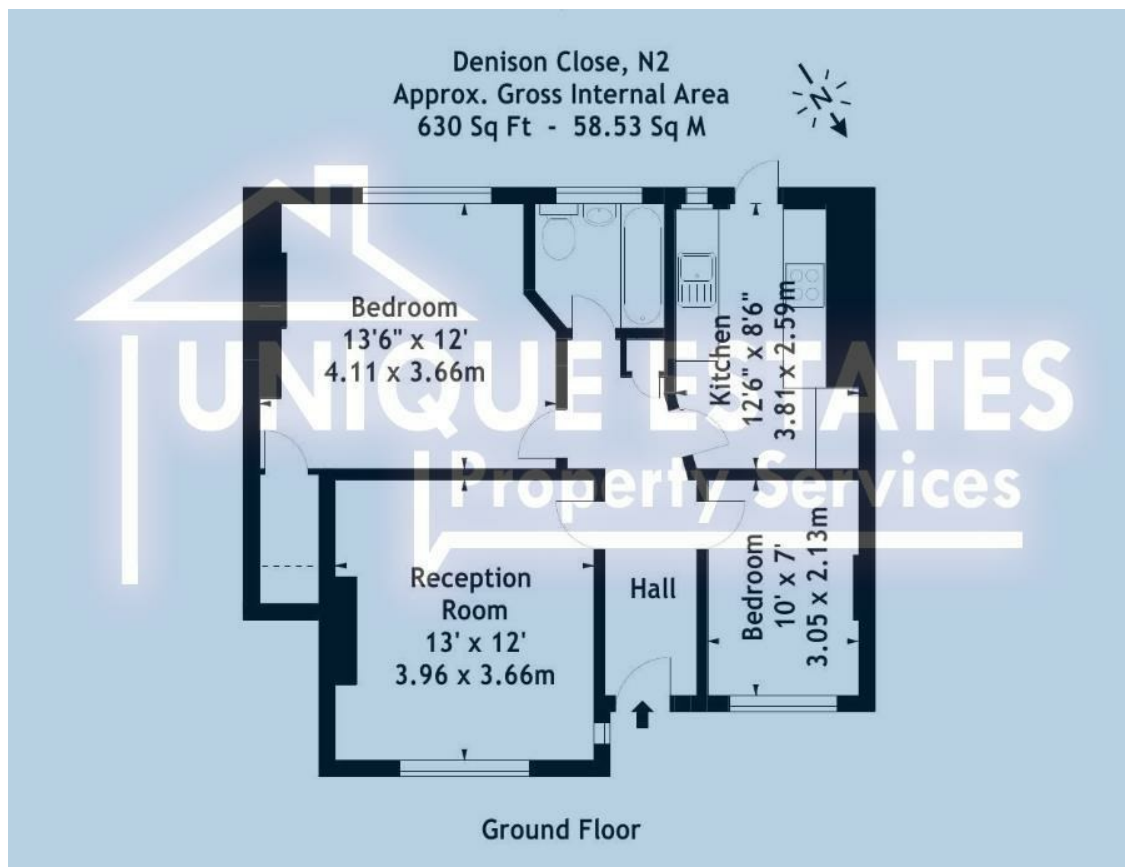 Denison Close, N2
Approx. Gross Internal Area
630 Sq Ft - 58.53 Sq M
N
Bedroom
13'6" x 12'
4.11 x 3.66m
Kitchen
12'6" x 8'6"
3.81 x 2.59m
UNIQUE ESTATES
Property Services
Reception
Room
13' x 12'
3.96 x 3.66m
Hall
Bedroom
10' x 7'
3.05 x 2.13m
Ground Floor